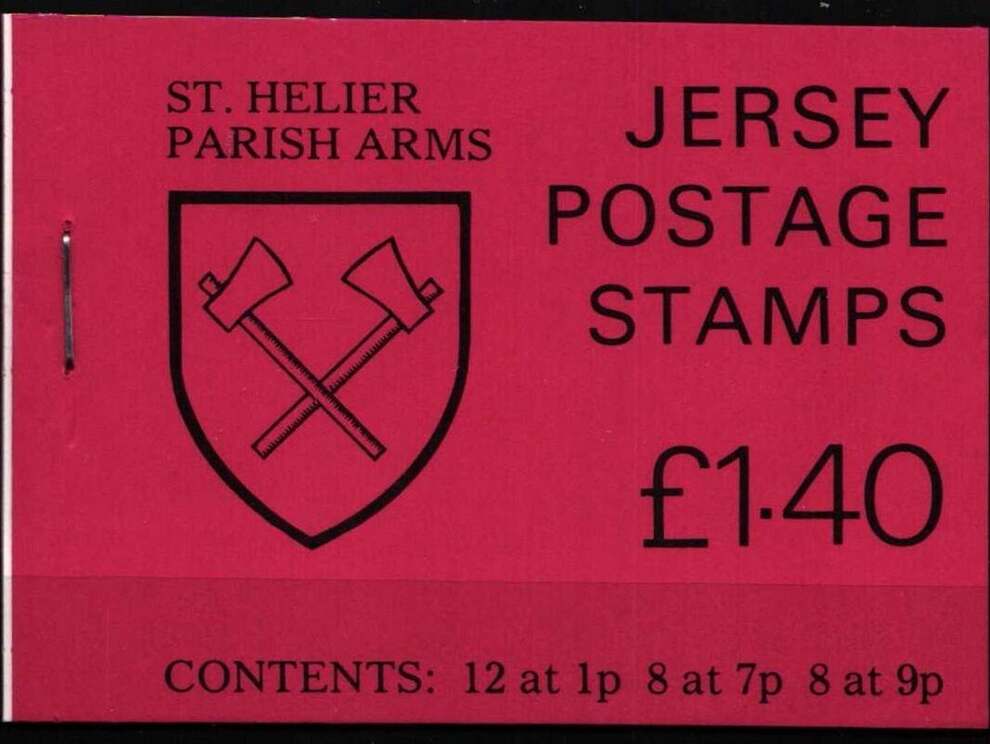 ST. HELIER
PARISH ARMS
JERSEY
POSTAGE
STAMPS
£1·40
CONTENTS: 12 at 1p 8 at 7p 8 at 9p